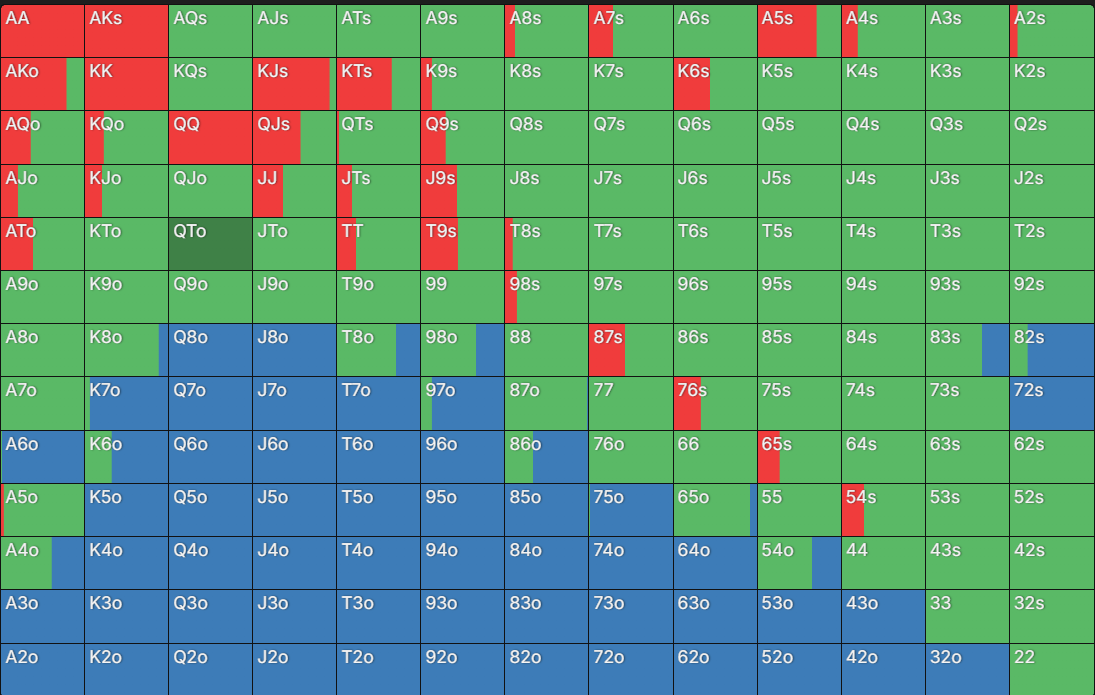 AA AKs AQs AJs ATs A9s A8s A7s A6s A5s A4s A3s A2s
AKo KK KQs KJs KTs K9s K8s K7s K6s K5s K4s K3s K2s
AQo KQo QQ QJs QTs Q9s Q8s Q7s Q6s Q5s Q4s Q3s Q2s
AJo KJo QJo JJ JTs J9s J8s J7s J6s J5s J4s J3s J2s
ATo KTo QTo JTo TT T9s T8s T7s T6s T5s T4s T3s T2s
A9o K9o Q9o J9o T9o 99 98s 97s 96s 95s 94s 93s 92s
A8o K8o Q8o J8o T8o 98o 88 87s 86s 85s 84s 83s 82s
A7o K7o Q7o J7o T7o 97o 87o 77 76s 75s 74s 73s 72s
A6o K6o Q6o J6o T6o 96o 86o 76o 66 65s 64s 63s 62s
A5o K5o Q5o J5o T5o 95o 85o 75o 65o 55 54s 53s 52s
A4o K4o Q4o J4o T4o 94o 84o 74o 64o 54o 44 43s 42s
A3o K3o Q3o J3o T3o 93o 83o 73o 63o 53o 43o 33 32s
A2o K2o Q2o J2o T2o 92o 82o 72o 62o 52o 42o 32o 22